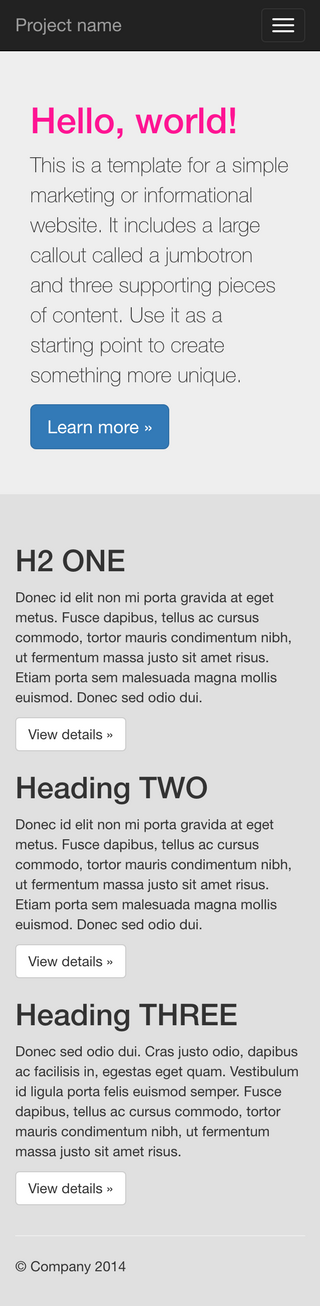 Project name
Hello, world!
This is a template for a simple
marketing or informational
website. It includes a large
callout called a jumbotron
and three supporting pieces
of content. Use it as a
starting point to create
something more unique.
Learn more »
H2 ONE
Donec id elit non mi porta gravida at eget
metus. Fusce dapibus, tellus ac cursus
commodo, tortor mauris condimentum nibh,
ut fermentum massa justo sit amet risus.
Etiam porta sem malesuada magna mollis
euismod. Donec sed odio dui.
View details »
Heading TWO
Donec id elit non mi porta gravida at eget
metus. Fusce dapibus, tellus ac cursus
commodo, tortor mauris condimentum nibh,
ut fermentum massa justo sit amet risus.
Etiam porta sem malesuada magna mollis
euismod. Donec sed odio dui.
View details »
Heading THREE
Donec sed odio dui. Cras justo odio, dapibus
ac facilisis in, egestas eget quam. Vestibulum
id ligula porta felis euismod semper. Fusce
dapibus, tellus ac cursus commodo, tortor
mauris condimentum nibh, ut fermentum
massa justo sit amet risus.
View details »
© Company 2014